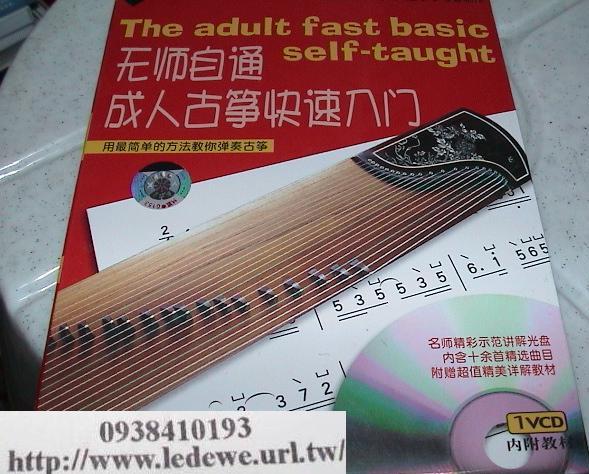 The adult fast basic
self-taught
无师自通
成人古筝快速入门
用最简单的方法教你弹奏古筝
2
5 3 5 5 3 5
6. i 565
3 7 2
名师精彩示范讲解光盘
内含十余首精选曲目
附赠超值精美详解教材
1VCD
内附教材
0938410193
http://www.ledewe.url.tw/